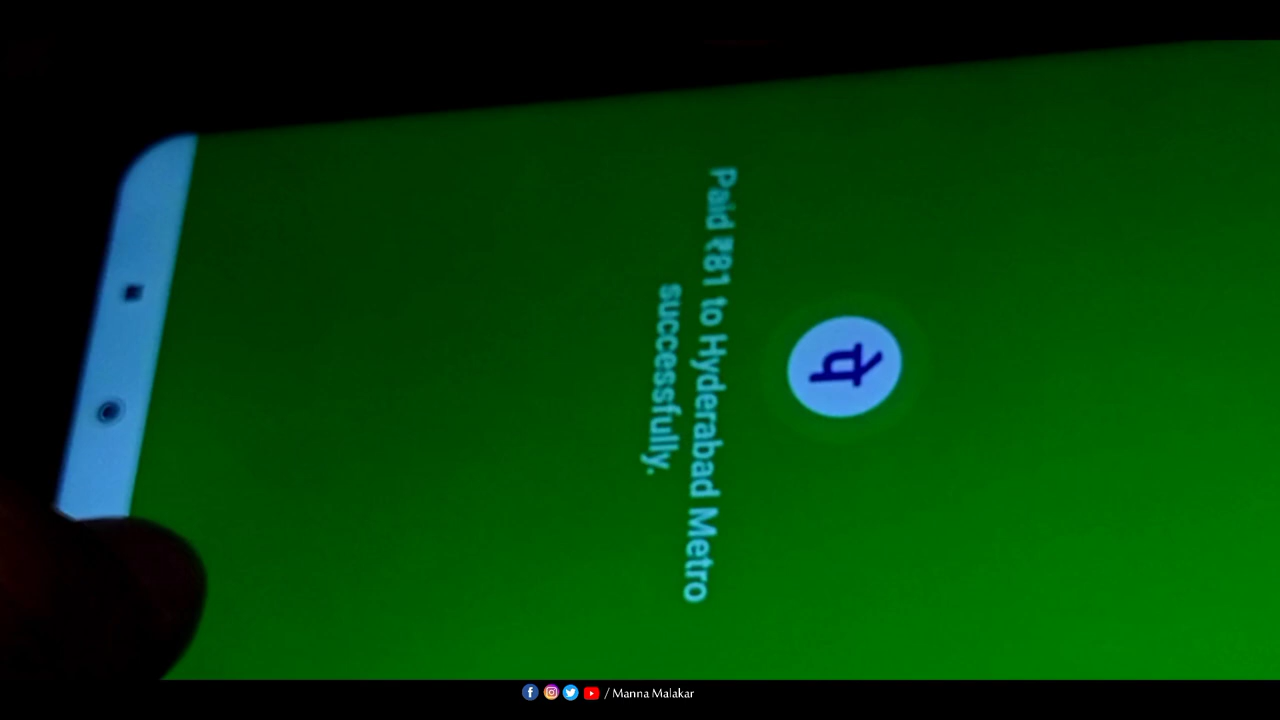 Paid ₹81 to Hyderabad Metro
successfully.
पे
/ Manna Malakar